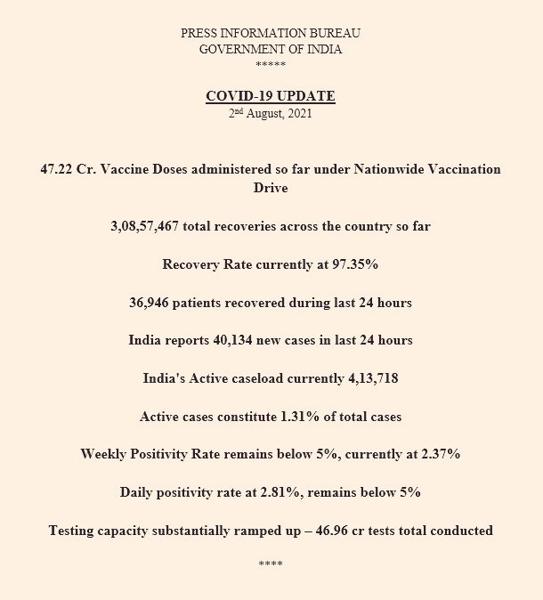 PRESS INFORMATION BUREAU
GOVERNMENT OF INDIA
*****
COVID-19 UPDATE
2nd August, 2021
47.22 Cr. Vaccine Doses administered so far under Nationwide Vaccination
Drive
3,08,57,467 total recoveries across the country so far
Recovery Rate currently at 97.35%
36,946 patients recovered during last 24 hours
India reports 40,134 new cases in last 24 hours
India's Active caseload currently 4,13,718
Active cases constitute 1.31% of total cases
Weekly Positivity Rate remains below 5%, currently at 2.37%
Daily positivity rate at 2.81%, remains below 5%
Testing capacity substantially ramped up – 46.96 cr tests total conducted
****